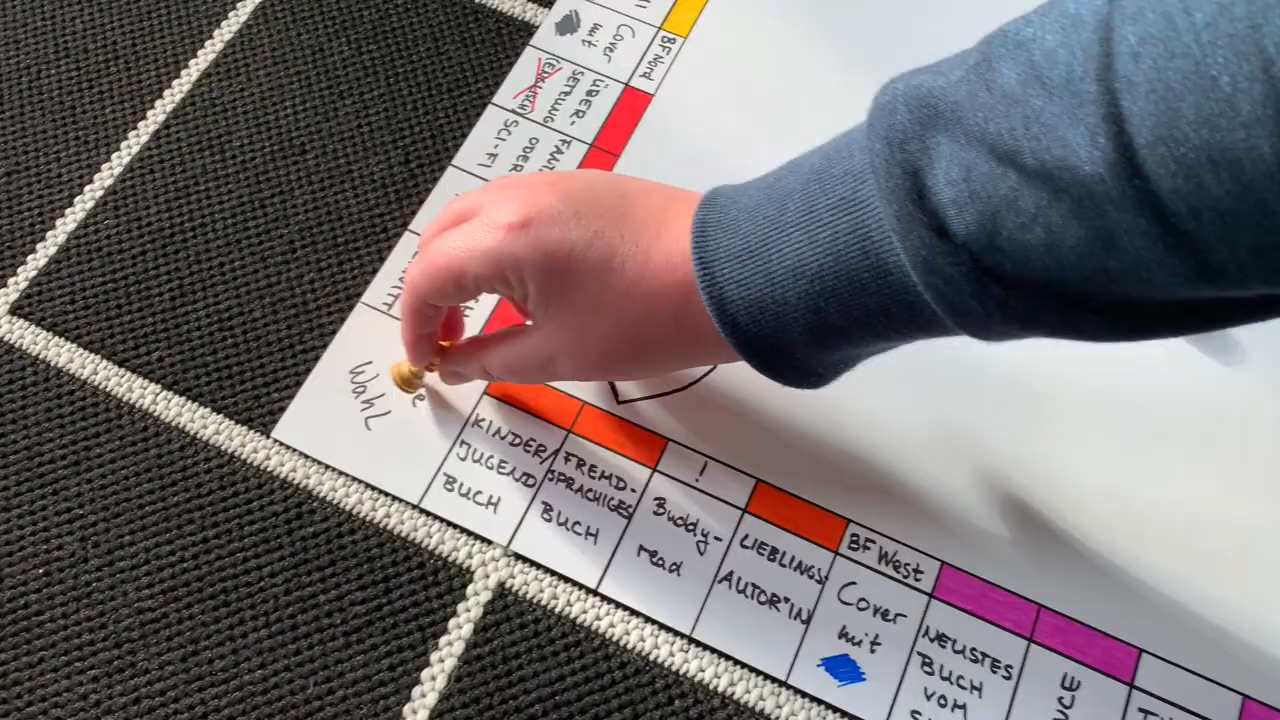 BF Nord
Cover
mit
ÜBER-
SETZUNG
(ENGLISCH)
ODER
SCI-FI
Wahl
KINDER/
JUGEND
BUCH
FREMD-
SPRACHIGES
BUCH
!
Buddy-
read
LIEBLINGS-
AUTOR*IN
BF West
Cover
mit
NEUSTES
BUCH
VOM